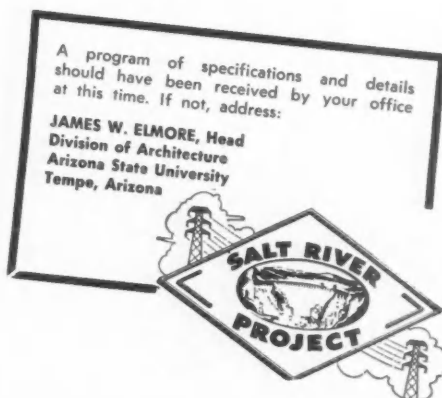 A program of specifications and details
should have been received by your office
at this time. If not, address:
JAMES W. ELMORE, Head
Division of Architecture
Arizona State University
Tempe, Arizona
SALT RIVER
PROJECT